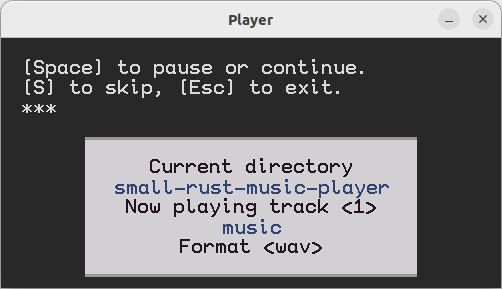 Player
[Space] to pause or continue.
[S] to skip, [Esc] to exit.
***
Current directory
small-rust-music-player
Now playing track <1>
music
Format <wav>